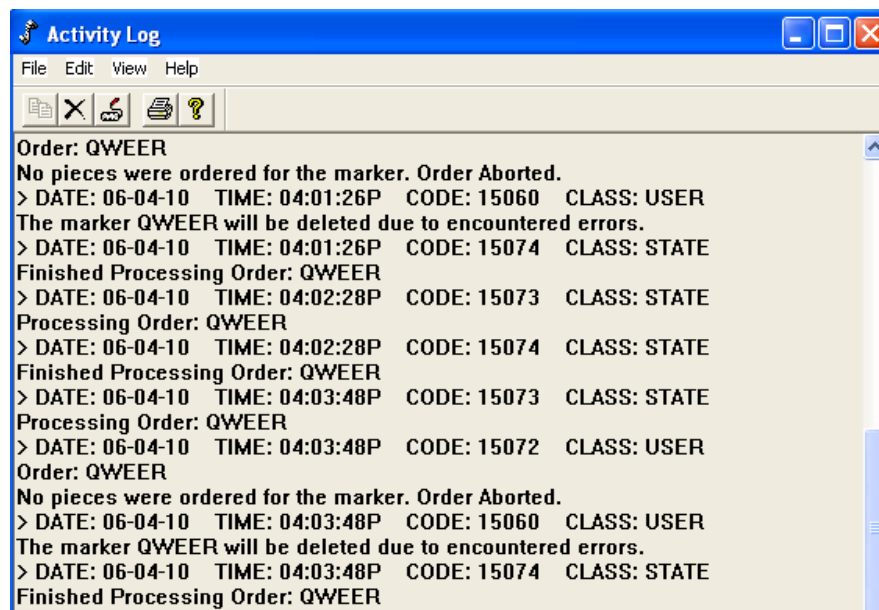 Activity Log
File Edit View Help
Order: QWEER
No pieces were ordered for the marker. Order Aborted.
> DATE: 06-04-10 TIME: 04:01:26P CODE: 15060 CLASS: USER
The marker QWEER will be deleted due to encountered errors.
> DATE: 06-04-10 TIME: 04:01:26P CODE: 15074 CLASS: STATE
Finished Processing Order: QWEER
> DATE: 06-04-10 TIME: 04:02:28P CODE: 15073 CLASS: STATE
Processing Order: QWEER
> DATE: 06-04-10 TIME: 04:02:28P CODE: 15074 CLASS: STATE
Finished Processing Order: QWEER
> DATE: 06-04-10 TIME: 04:03:48P CODE: 15073 CLASS: STATE
Processing Order: QWEER
> DATE: 06-04-10 TIME: 04:03:48P CODE: 15072 CLASS: USER
Order: QWEER
No pieces were ordered for the marker. Order Aborted.
> DATE: 06-04-10 TIME: 04:03:48P CODE: 15060 CLASS: USER
The marker QWEER will be deleted due to encountered errors.
> DATE: 06-04-10 TIME: 04:03:48P CODE: 15074 CLASS: STATE
Finished Processing Order: QWEER